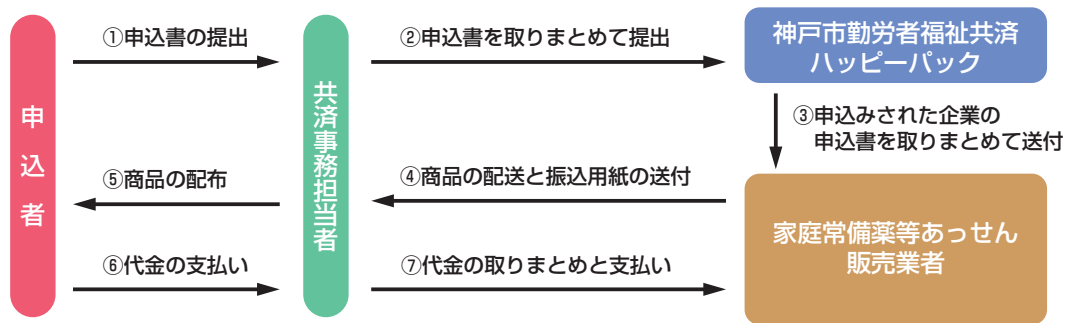 ①申込書の提出
②申込書を取りまとめて提出
神戸市勤労者福祉共済
ハッピーパック
申込者
共済事務担当者
③申込みされた企業の
申込書を取りまとめて送付
⑤商品の配布
④商品の配送と振込用紙の送付
家庭常備薬等あっせん
販売業者
⑥代金の支払い
⑦代金の取りまとめと支払い